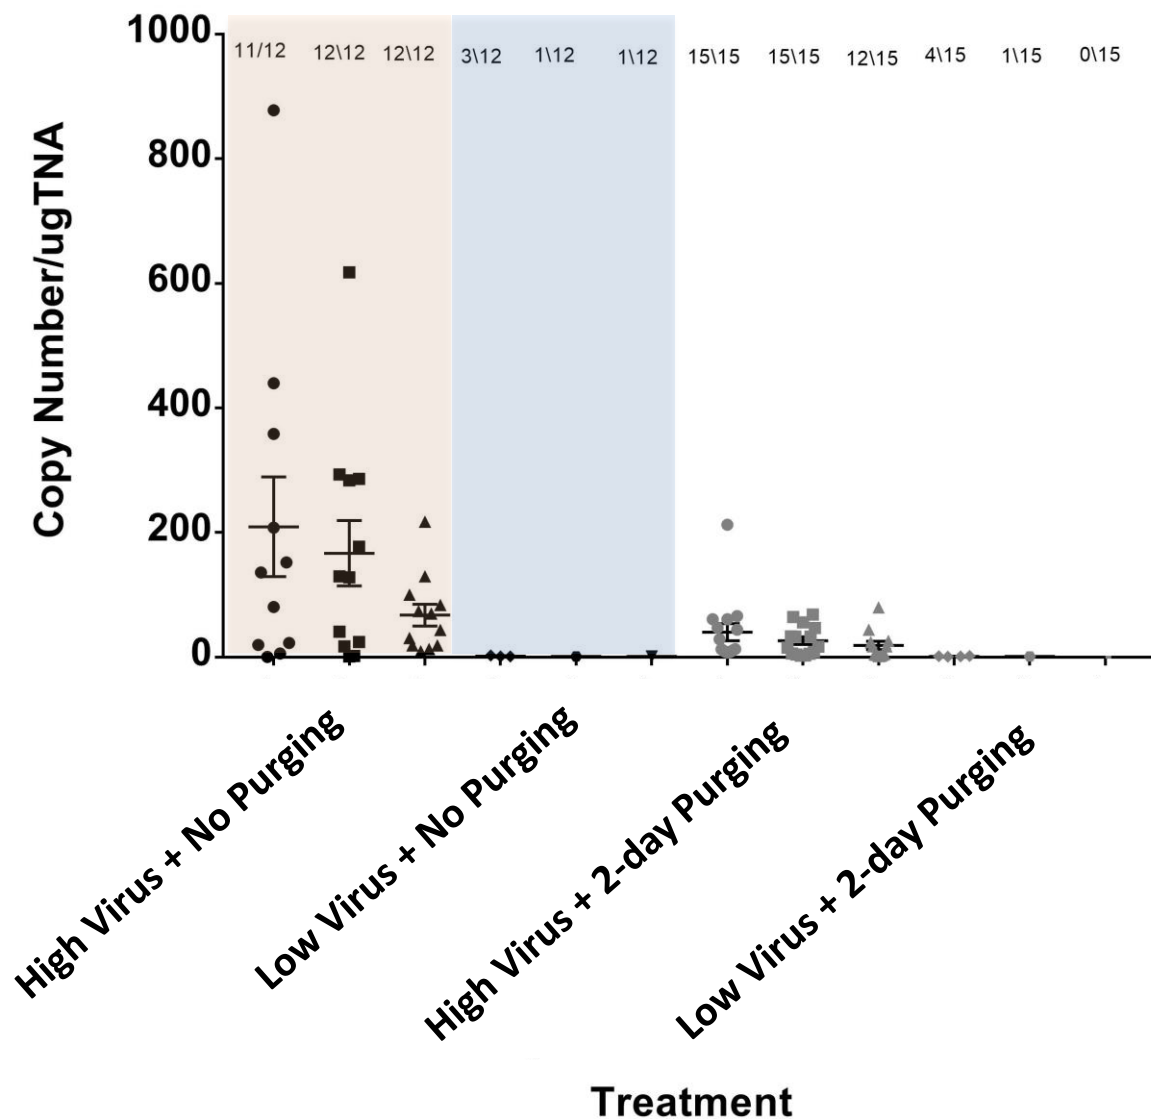 1000
11/12 12\12 12\12 3\12 1\12 1\12 15\15 15\15 12\15 4\15 1\15 0\15
800
600
400
200
0
Copy Number/ugTNA
High Virus + No Purging
Low Virus + No Purging
High Virus + 2-day Purging
Low Virus + 2-day Purging
Treatment